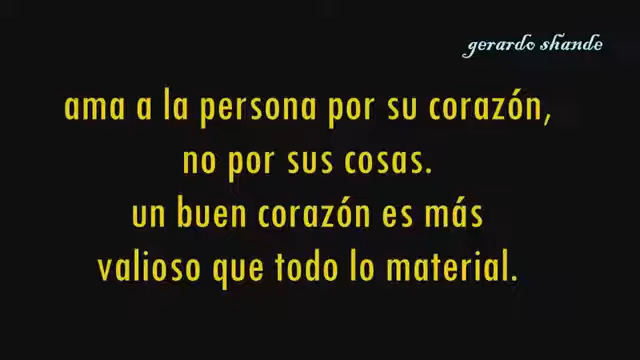 gerardo shande
ama a la persona por su corazón,
no por sus cosas.
un buen corazón es más
valioso que todo lo material.